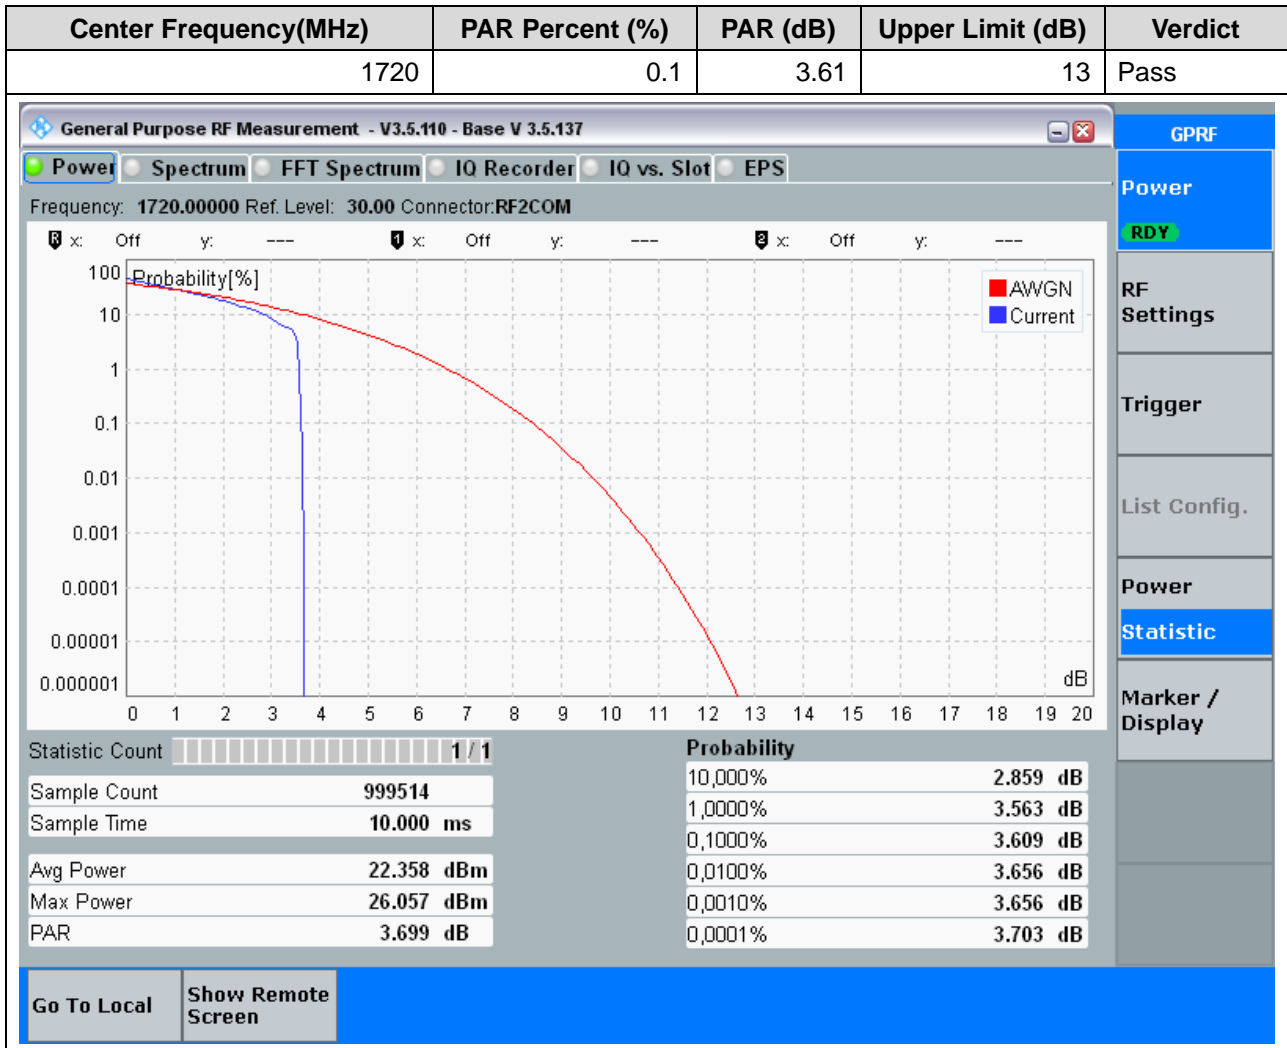 Center Frequency(MHz) PAR Percent (%) PAR (dB) Upper Limit (dB) Verdict
1720 0.1 3.61 13 Pass
General Purpose RF Measurement - V3.5.110 - Base V 3.5.137
GPRF
Power Spectrum FFT Spectrum IQ Recorder IQ vs. Slot EPS
Power
RDY
Frequency: 1720.00000 Ref. Level: 30.00 Connector:RF2COM
R x: Off y: --- 1 x: Off y: --- 2 x: Off y: ---
Probability[%]
AWGN
Current
100
10
1
0.1
0.01
0.001
0.0001
0.00001
0.000001
dB
0 1 2 3 4 5 6 7 8 9 10 11 12 13 14 15 16 17 18 19 20
RF
Settings
Trigger
List Config.
Power
Statistic
Marker /
Display
Statistic Count 1 / 1
Sample Count 999514
Sample Time 10.000 ms
Avg Power 22.358 dBm
Max Power 26.057 dBm
PAR 3.699 dB
Probability
10,000% 2.859 dB
1,0000% 3.563 dB
0,1000% 3.609 dB
0,0100% 3.656 dB
0,0010% 3.656 dB
0,0001% 3.703 dB
Go To Local
Show Remote
Screen